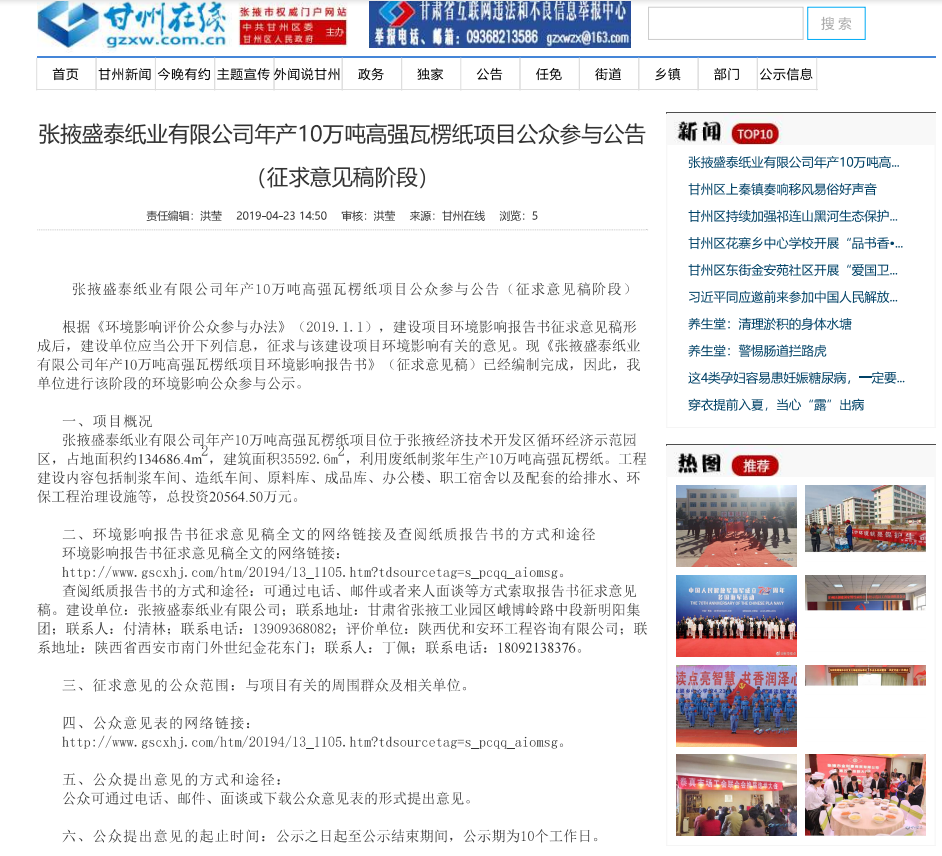 甘州在线
gzxw.com.cn
张掖市权威门户网站
中共甘州区委
甘州区人民政府
主办
甘肃省互联网违法和不良信息举报中心
举报电话、邮箱：09368213586 gzxwzx@163.com
搜 索
首页 甘州新闻 今晚有约 主题宣传 外闻说甘州 政务 独家 公告 任免 街道 乡镇 部门 公示信息
张掖盛泰纸业有限公司年产10万吨高强瓦楞纸项目公众参与公告
（征求意见稿阶段）
责任编辑：洪莹 2019-04-23 14:50 审核：洪莹 来源：甘州在线 浏览：5
张掖盛泰纸业有限公司年产10万吨高强瓦楞纸项目公众参与公告（征求意见稿阶段）
根据《环境影响评价公众参与办法》（2019.1.1），建设项目环境影响报告书征求意见稿形
成后，建设单位应当公开下列信息，征求与该建设项目环境影响有关的意见。现《张掖盛泰纸业
有限公司年产10万吨高强瓦楞纸项目环境影响报告书》（征求意见稿）已经编制完成，因此，我
单位进行该阶段的环境影响公众参与公示。
一、项目概况
张掖盛泰纸业有限公司年产10万吨高强瓦楞纸项目位于张掖经济技术开发区循环经济示范园
区，占地面积约134686.4m2，建筑面积35592.6m2，利用废纸制浆年生产10万吨高强瓦楞纸。工程
建设内容包括制浆车间、造纸车间、原料库、成品库、办公楼、职工宿舍以及配套的给排水、环
保工程治理设施等，总投资20564.50万元。
二、环境影响报告书征求意见稿全文的网络链接及查阅纸质报告书的方式和途径
环境影响报告书征求意见稿全文的网络链接：
http://www.gscxhj.com/htm/20194/13_1105.htm?tdsourcetag=s_pcqq_aiomsg。
查阅纸质报告书的方式和途径：可通过电话、邮件或者来人面谈等方式索取报告书征求意见
稿。建设单位：张掖盛泰纸业有限公司；联系地址：甘肃省张掖工业园区峨博岭路中段新明阳集
团；联系人：付清林；联系电话：13909368082；评价单位：陕西优和安环工程咨询有限公司；联
系地址：陕西省西安市南门外世纪金花东门；联系人：丁佩；联系电话：18092138376。
三、征求意见的公众范围：与项目有关的周围群众及相关单位。
四、公众意见表的网络链接：
http://www.gscxhj.com/htm/20194/13_1105.htm?tdsourcetag=s_pcqq_aiomsg。
五、公众提出意见的方式和途径：
公众可通过电话、邮件、面谈或下载公众意见表的形式提出意见。
六、公众提出意见的起止时间：公示之日起至公示结束期间，公示期为10个工作日。
新闻 TOP10
张掖盛泰纸业有限公司年产10万吨高...
甘州区上秦镇奏响移风易俗好声音
甘州区持续加强祁连山黑河生态保护...
甘州区花寨乡中心学校开展“品书香•...
甘州区东街金安苑社区开展“爱国卫...
习近平同应邀前来参加中国人民解放...
养生堂：清理淤积的身体水塘
养生堂：警惕肠道拦路虎
这4类孕妇容易患妊娠糖尿病，一定要...
穿衣提前入夏，当心“露”出病
热图 推荐
中国人民解放军海军成立70周年
THE 70TH ANNIVERSARY OF THE CHINESE PLA NAVY
读点亮智慧 书香润泽心